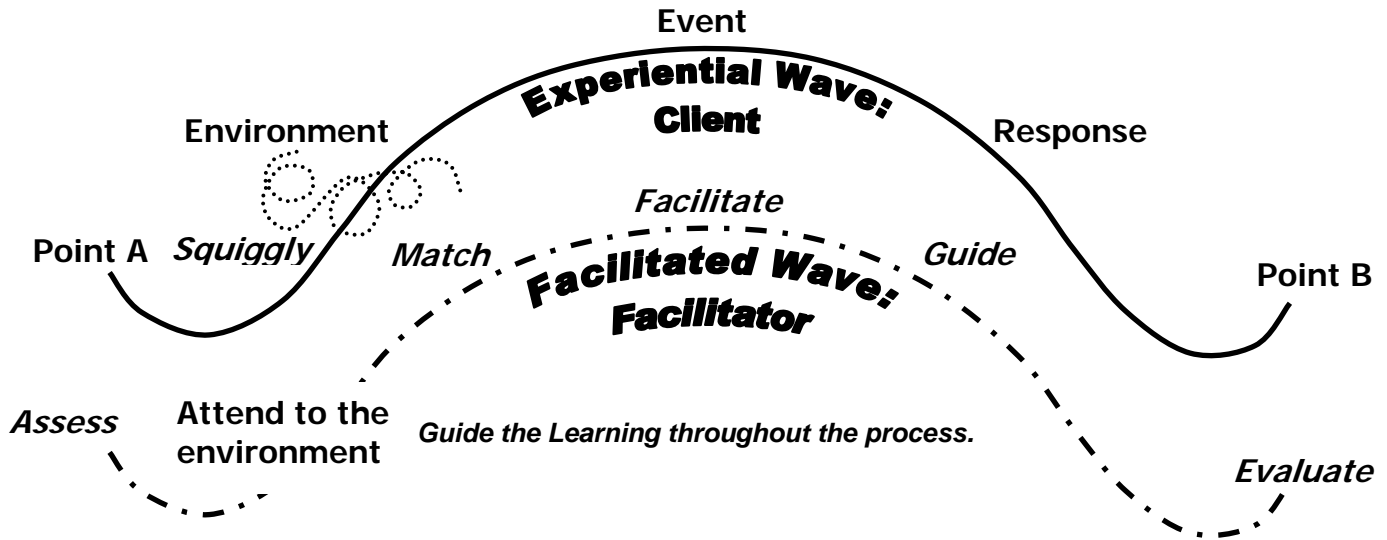 Event
Experiential Wave:
Client
Environment
Response
Facilitate
Point A
Squiggly
Match
Guide
Facilitated Wave:
Facilitator
Point B
Assess
Attend to the
environment
Guide the Learning throughout the process.
Evaluate